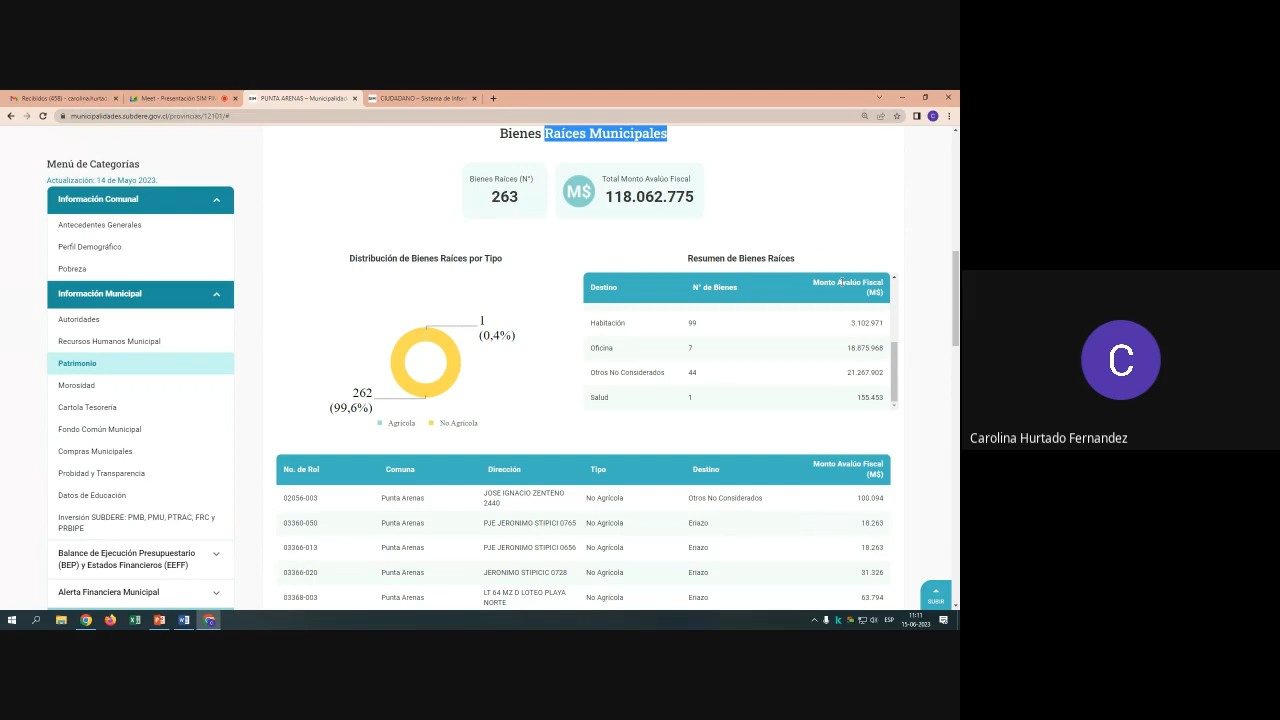 Recibidos (458) - carolina.hurtad
Meet - Presentación SIM Fil
PUNTA ARENAS – Municipalidad
CIUDADANO – Sistema de Infor
municipalidades.subdere.gov.cl/provincias/12101/#
C
Bienes Raíces Municipales
Menú de Categorías
Actualización: 14 de Mayo 2023.
Información Comunal
Antecedentes Generales
Perfil Demográfico
Pobreza
Información Municipal
Autoridades
Recursos Humanos Municipal
Patrimonio
Morosidad
Cartola Tesorería
Fondo Común Municipal
Compras Municipales
Probidad y Transparencia
Datos de Educación
Inversión SUBDERE: PMB, PMU, PTRAC, FRC y
PRBIPE
Balance de Ejecución Presupuestario
(BEP) y Estados Financieros (EEFF)
Alerta Financiera Municipal
Bienes Raíces (N°)
263
M$
Total Monto Avalúo Fiscal
118.062.775
Distribución de Bienes Raíces por Tipo
1
(0,4%)
262
(99,6%)
Agrícola
No Agrícola
Resumen de Bienes Raíces
Destino N° de Bienes Monto Avalúo Fiscal
(M$)
Habitación 99 3.102.971
Oficina 7 18.875.968
Otros No Considerados 44 21.267.902
Salud 1 155.453
No. de Rol Comuna Dirección Tipo Destino Monto Avalúo Fiscal
(M$)
02056-003 Punta Arenas JOSE IGNACIO ZENTENO
2440 No Agrícola Otros No Considerados 100.094
03360-050 Punta Arenas PJE JERONIMO STIPICI 0765 No Agrícola Eriazo 18.263
03366-013 Punta Arenas PJE JERONIMO STIPICI 0656 No Agrícola Eriazo 18.263
03366-020 Punta Arenas JERONIMO STIPICIC 0728 No Agrícola Eriazo 31.326
03368-003 Punta Arenas LT 64 MZ D LOTEO PLAYA
NORTE No Agrícola Eriazo 63.794
SUBIR
ESP
11:11
15-06-2023
C
Carolina Hurtado Fernandez